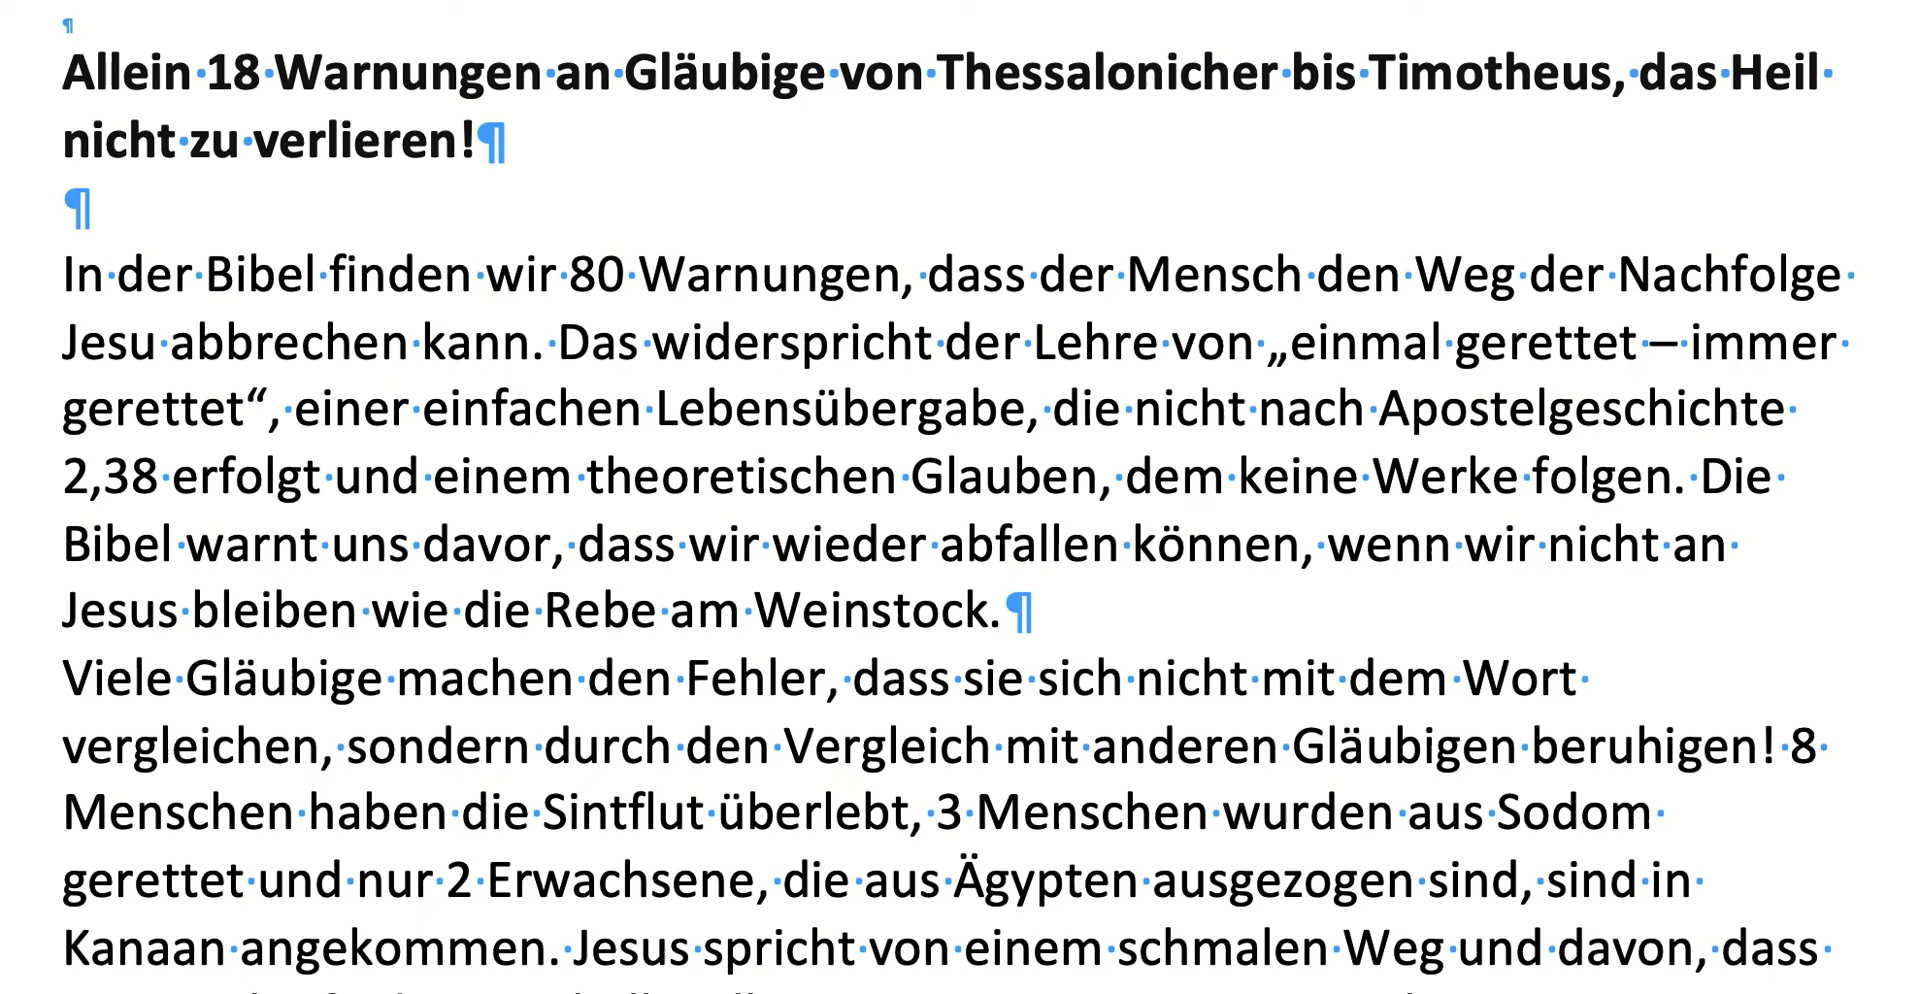 Allein 18 Warnungen an Gläubige von Thessalonicher bis Timotheus, das Heil
nicht zu verlieren!¶
¶
In der Bibel finden wir 80 Warnungen, dass der Mensch den Weg der Nachfolge
Jesu abbrechen kann. Das widerspricht der Lehre von „einmal gerettet – immer
gerettet“, einer einfachen Lebensübergabe, die nicht nach Apostelgeschichte
2,38 erfolgt und einem theoretischen Glauben, dem keine Werke folgen. Die
Bibel warnt uns davor, dass wir wieder abfallen können, wenn wir nicht an
Jesus bleiben wie die Rebe am Weinstock.¶
Viele Gläubige machen den Fehler, dass sie sich nicht mit dem Wort
vergleichen, sondern durch den Vergleich mit anderen Gläubigen beruhigen! 8
Menschen haben die Sintflut überlebt, 3 Menschen wurden aus Sodom
gerettet und nur 2 Erwachsene, die aus Ägypten ausgezogen sind, sind in
Kanaan angekommen. Jesus spricht von einem schmalen Weg und davon, dass